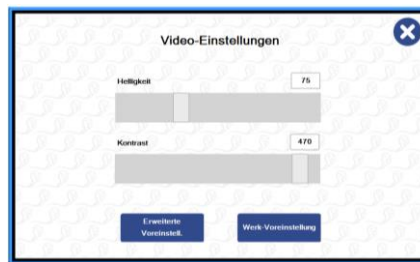 Video-Einstellungen
Helligkeit 75
Kontrast 470
Erweiterte
Voreinstell.
Werk-Voreinstellung